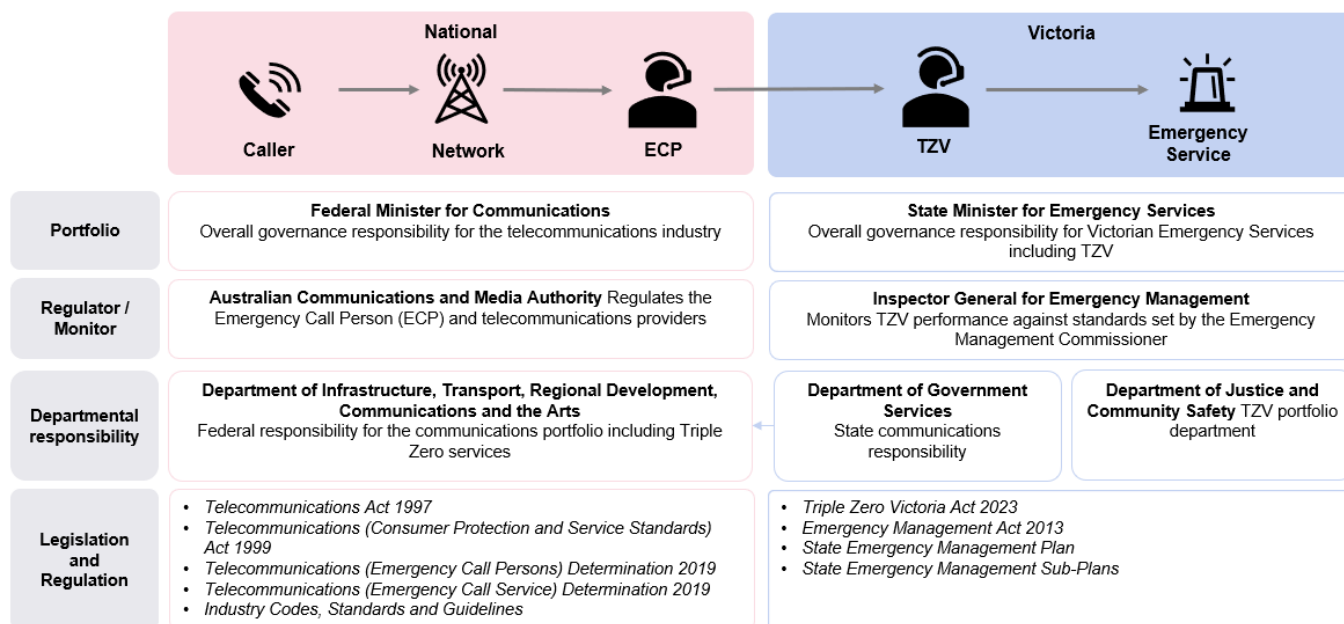 National
Victoria
Caller
Network
ECP
TZV
Emergency
Service
Portfolio
Federal Minister for Communications
Overall governance responsibility for the telecommunications industry
State Minister for Emergency Services
Overall governance responsibility for Victorian Emergency Services
including TZV
Regulator /
Monitor
Australian Communications and Media Authority Regulates the
Emergency Call Person (ECP) and telecommunications providers
Inspector General for Emergency Management
Monitors TZV performance against standards set by the Emergency
Management Commissioner
Departmental
responsibility
Department of Infrastructure, Transport, Regional Development,
Communications and the Arts
Federal responsibility for the communications portfolio including Triple
Zero services
Department of Government
Services
State communications
responsibility
Department of Justice and
Community Safety TZV portfolio
department
Legislation
and
Regulation
• Telecommunications Act 1997
• Telecommunications (Consumer Protection and Service Standards)
Act 1999
• Telecommunications (Emergency Call Persons) Determination 2019
• Telecommunications (Emergency Call Service) Determination 2019
• Industry Codes, Standards and Guidelines
• Triple Zero Victoria Act 2023
• Emergency Management Act 2013
• State Emergency Management Plan
• State Emergency Management Sub-Plans